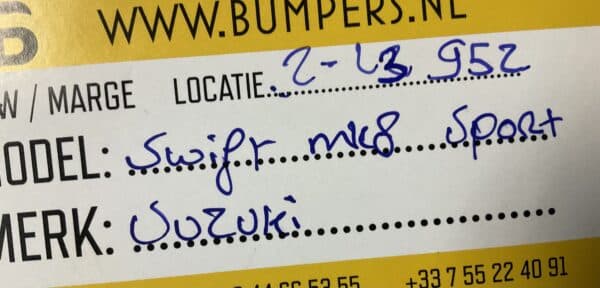 WWW.BUMPERS.NL
W / MARGE LOCATIE: 2-L3 952
MODEL: Swift mk8 Sport
MERK: Suzuki
+33 7 55 22 40 91